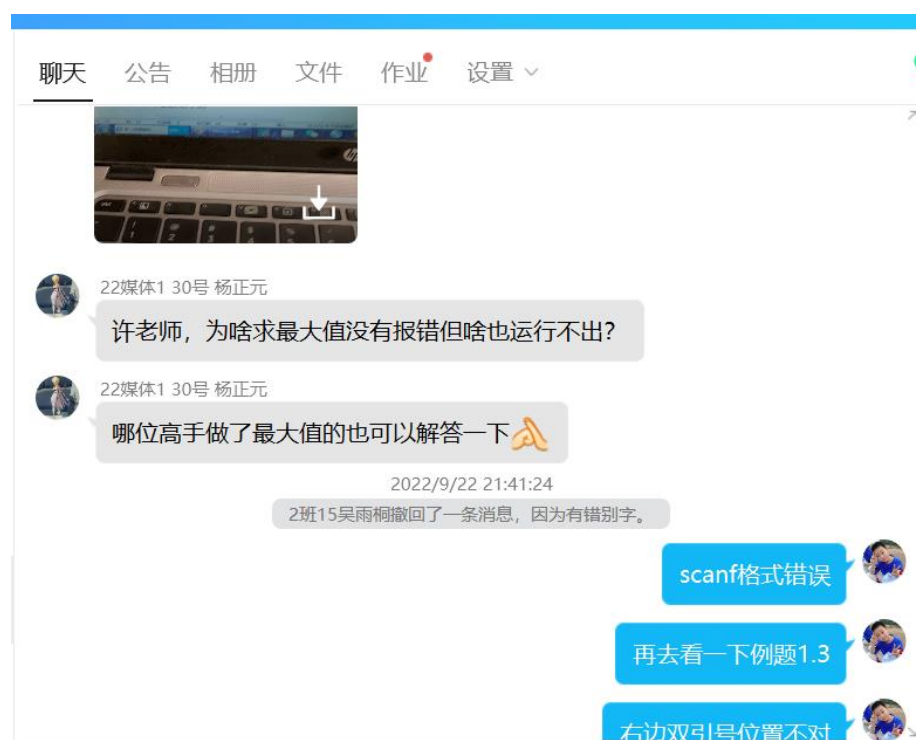 聊天 公告 相册 文件 作业 设置
22媒体1 30号 杨正元
许老师，为啥求最大值没有报错但啥也运行不出？
22媒体1 30号 杨正元
哪位高手做了最大值的也可以解答一下
2022/9/22 21:41:24
2班15吴雨桐撤回了一条消息，因为有错别字。
scanf格式错误
再去看一下例题1.3
右边双引号位置不对